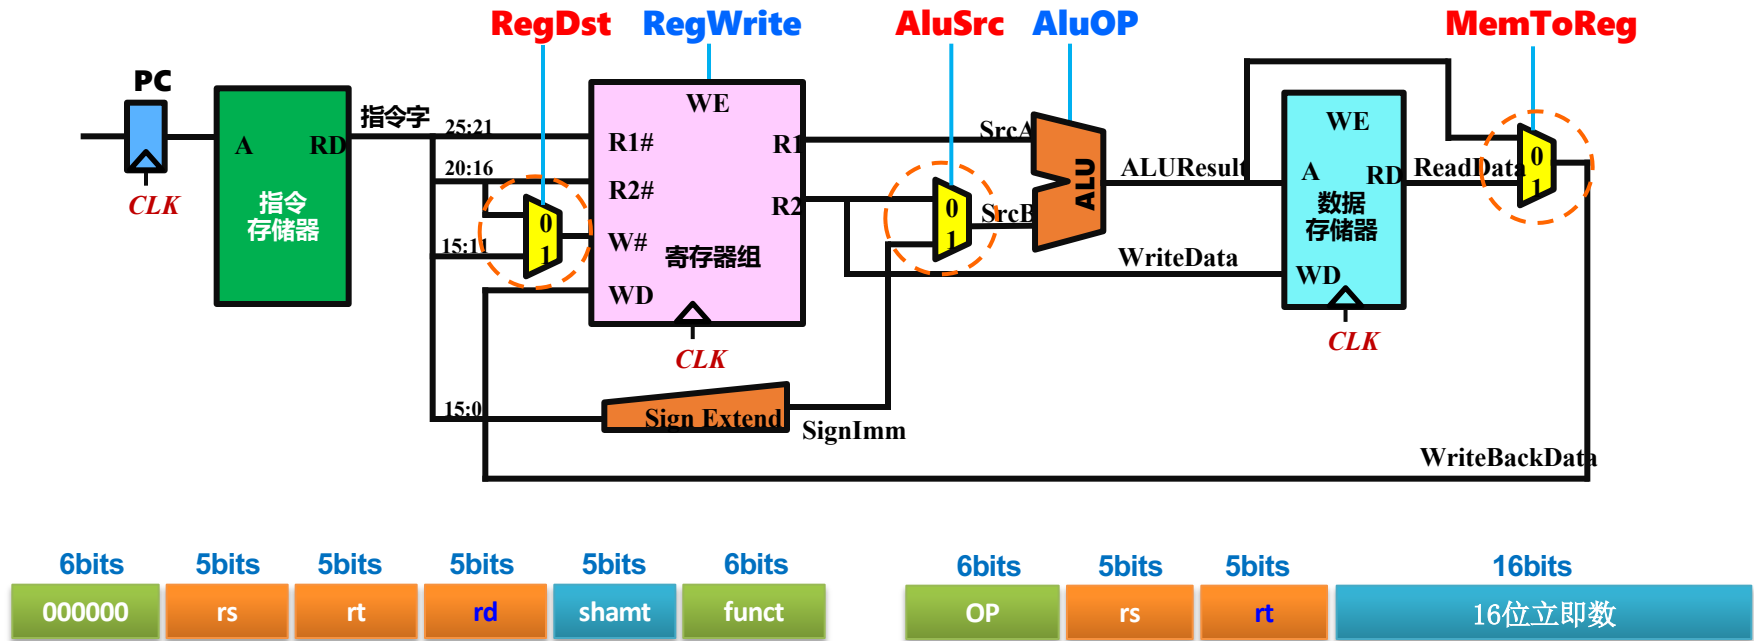 RegDst RegWrite AluSrc AluOP MemToReg
PC
CLK
A
RD
指令
存储器
指令字
25:21
20:16
15:11
15:0
0
1
WE
R1#
R2#
W#
WD
R1
R2
寄存器组
CLK
Sign Extend
SignImm
0
1
SrcA
SrcB
ALU
ALUResult
WriteData
WE
A
RD
数据
存储器
WD
CLK
ReadData
0
1
WriteBackData
6bits 5bits 5bits 5bits 5bits 6bits
000000 rs rt rd shamt funct
6bits 5bits 5bits 16bits
OP rs rt 16位立即数